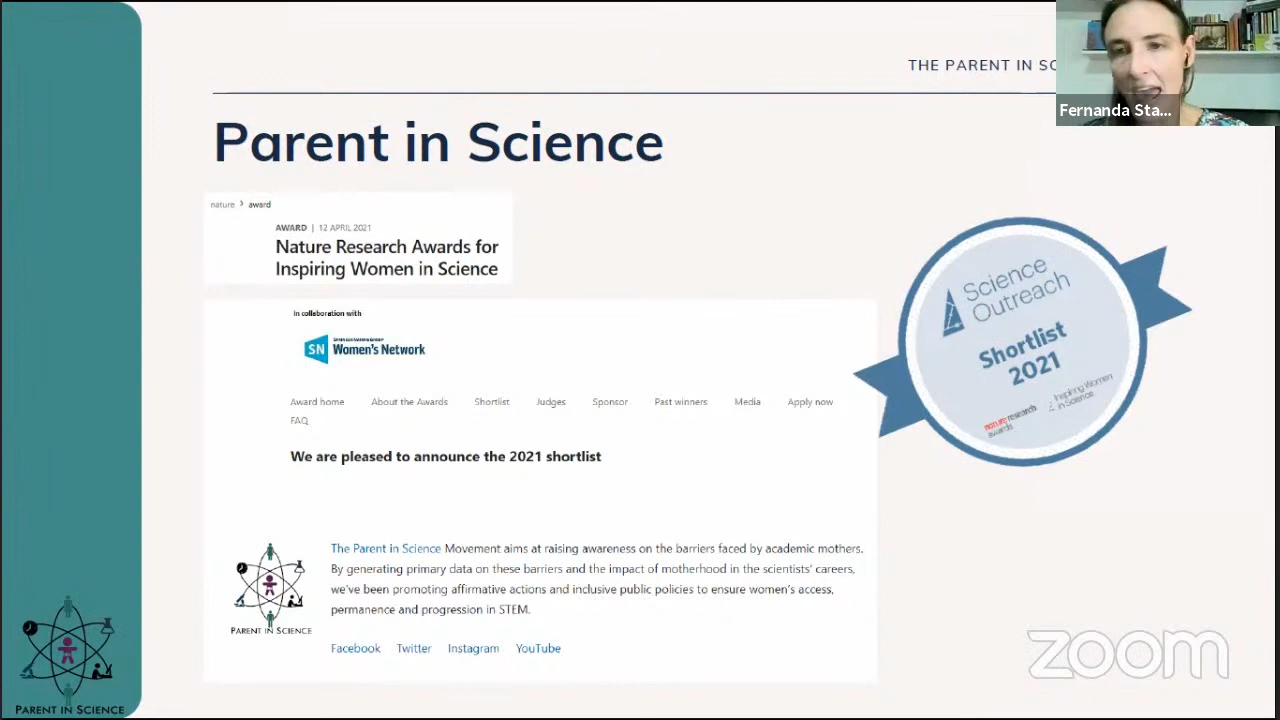 THE PARENT IN SC
Fernanda Sta...
Parent in Science
nature › award
AWARD | 12 APRIL 2021
Nature Research Awards for
Inspiring Women in Science
In collaboration with
SN Women's Network
Award home About the Awards Shortlist Judges Sponsor Past winners Media Apply now
FAQ
We are pleased to announce the 2021 shortlist
Science
Outreach
Shortlist
2021
nature research
awards
Inspiring Women
in Science
The Parent in Science Movement aims at raising awareness on the barriers faced by academic mothers.
By generating primary data on these barriers and the impact of motherhood in the scientists' careers,
we've been promoting affirmative actions and inclusive public policies to ensure women's access,
permanence and progression in STEM.
PARENT IN SCIENCE
Facebook Twitter Instagram YouTube
zoom
PARENT IN SCIENCE